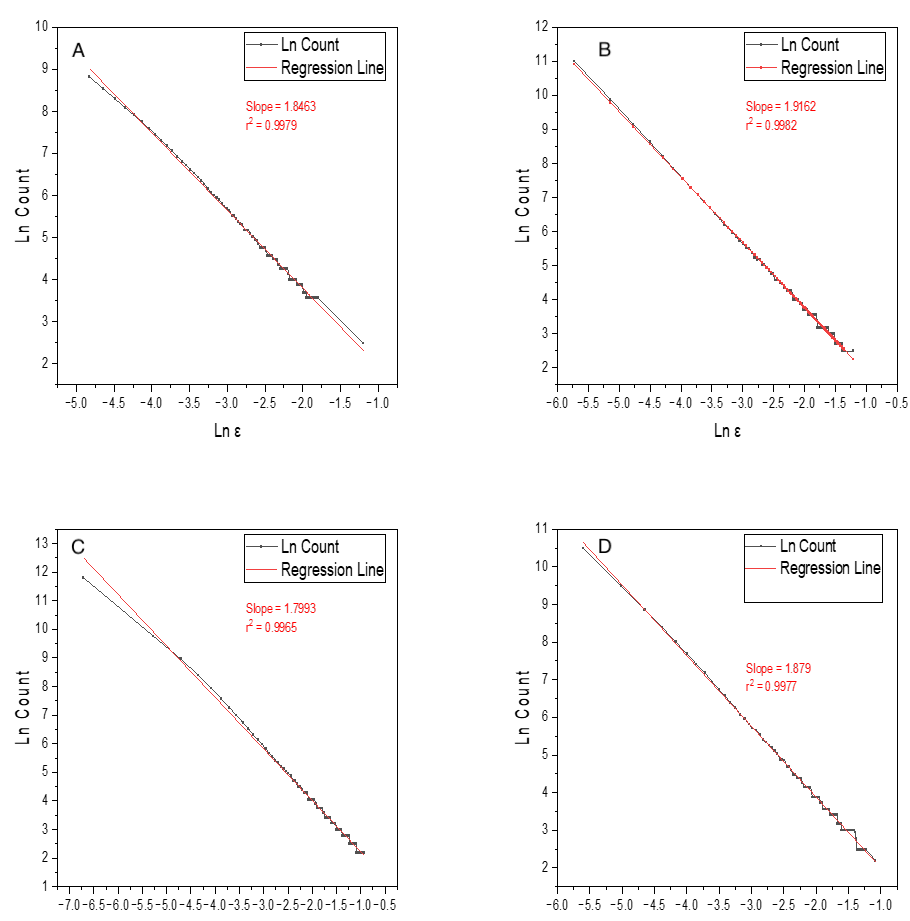 A
Ln Count
Regression Line
Slope = 1.8463
r² = 0.9979
10
9
8
7
6
5
4
3
2
Ln Count
−5.0 −4.5 −4.0 −3.5 −3.0 −2.5 −2.0 −1.5 −1.0
Ln ε
B
Ln Count
Regression Line
Slope = 1.9162
r² = 0.9982
12
11
10
9
8
7
6
5
4
3
2
Ln Count
−6.0 −5.5 −5.0 −4.5 −4.0 −3.5 −3.0 −2.5 −2.0 −1.5 −1.0 −0.5
Ln ε
C
Ln Count
Regression Line
Slope = 1.7993
r² = 0.9965
13
12
11
10
9
8
7
6
5
4
3
2
1
Ln Count
−7.0 −6.5 −6.0 −5.5 −5.0 −4.5 −4.0 −3.5 −3.0 −2.5 −2.0 −1.5 −1.0 −0.5
D
Ln Count
Regression Line
Slope = 1.879
r² = 0.9977
11
10
9
8
7
6
5
4
3
2
Ln Count
−6.0 −5.5 −5.0 −4.5 −4.0 −3.5 −3.0 −2.5 −2.0 −1.5 −1.0